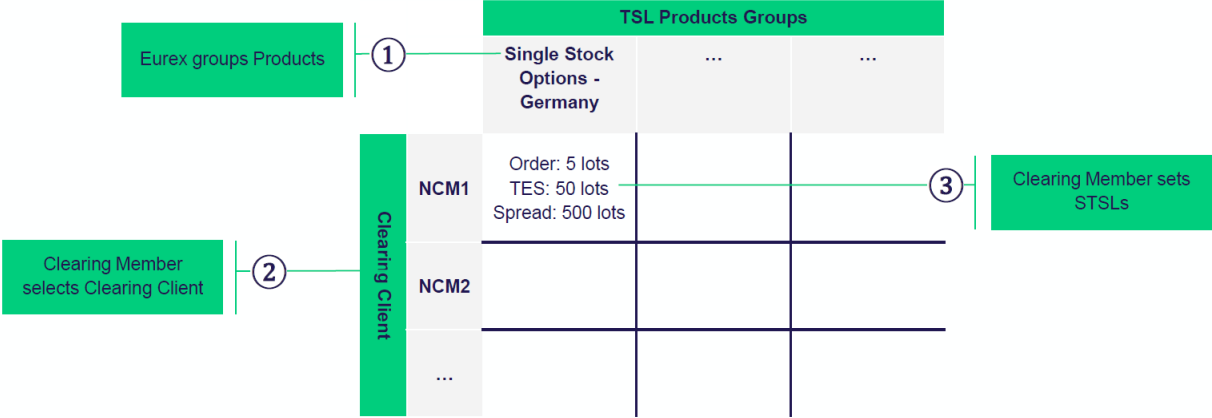 TSL Products Groups
Eurex groups Products
1
Single Stock
Options -
Germany
...
...
Clearing Client
NCM1
Order: 5 lots
TES: 50 lots
Spread: 500 lots
3
Clearing Member sets
STSLs
Clearing Member
selects Clearing Client
2
NCM2
...